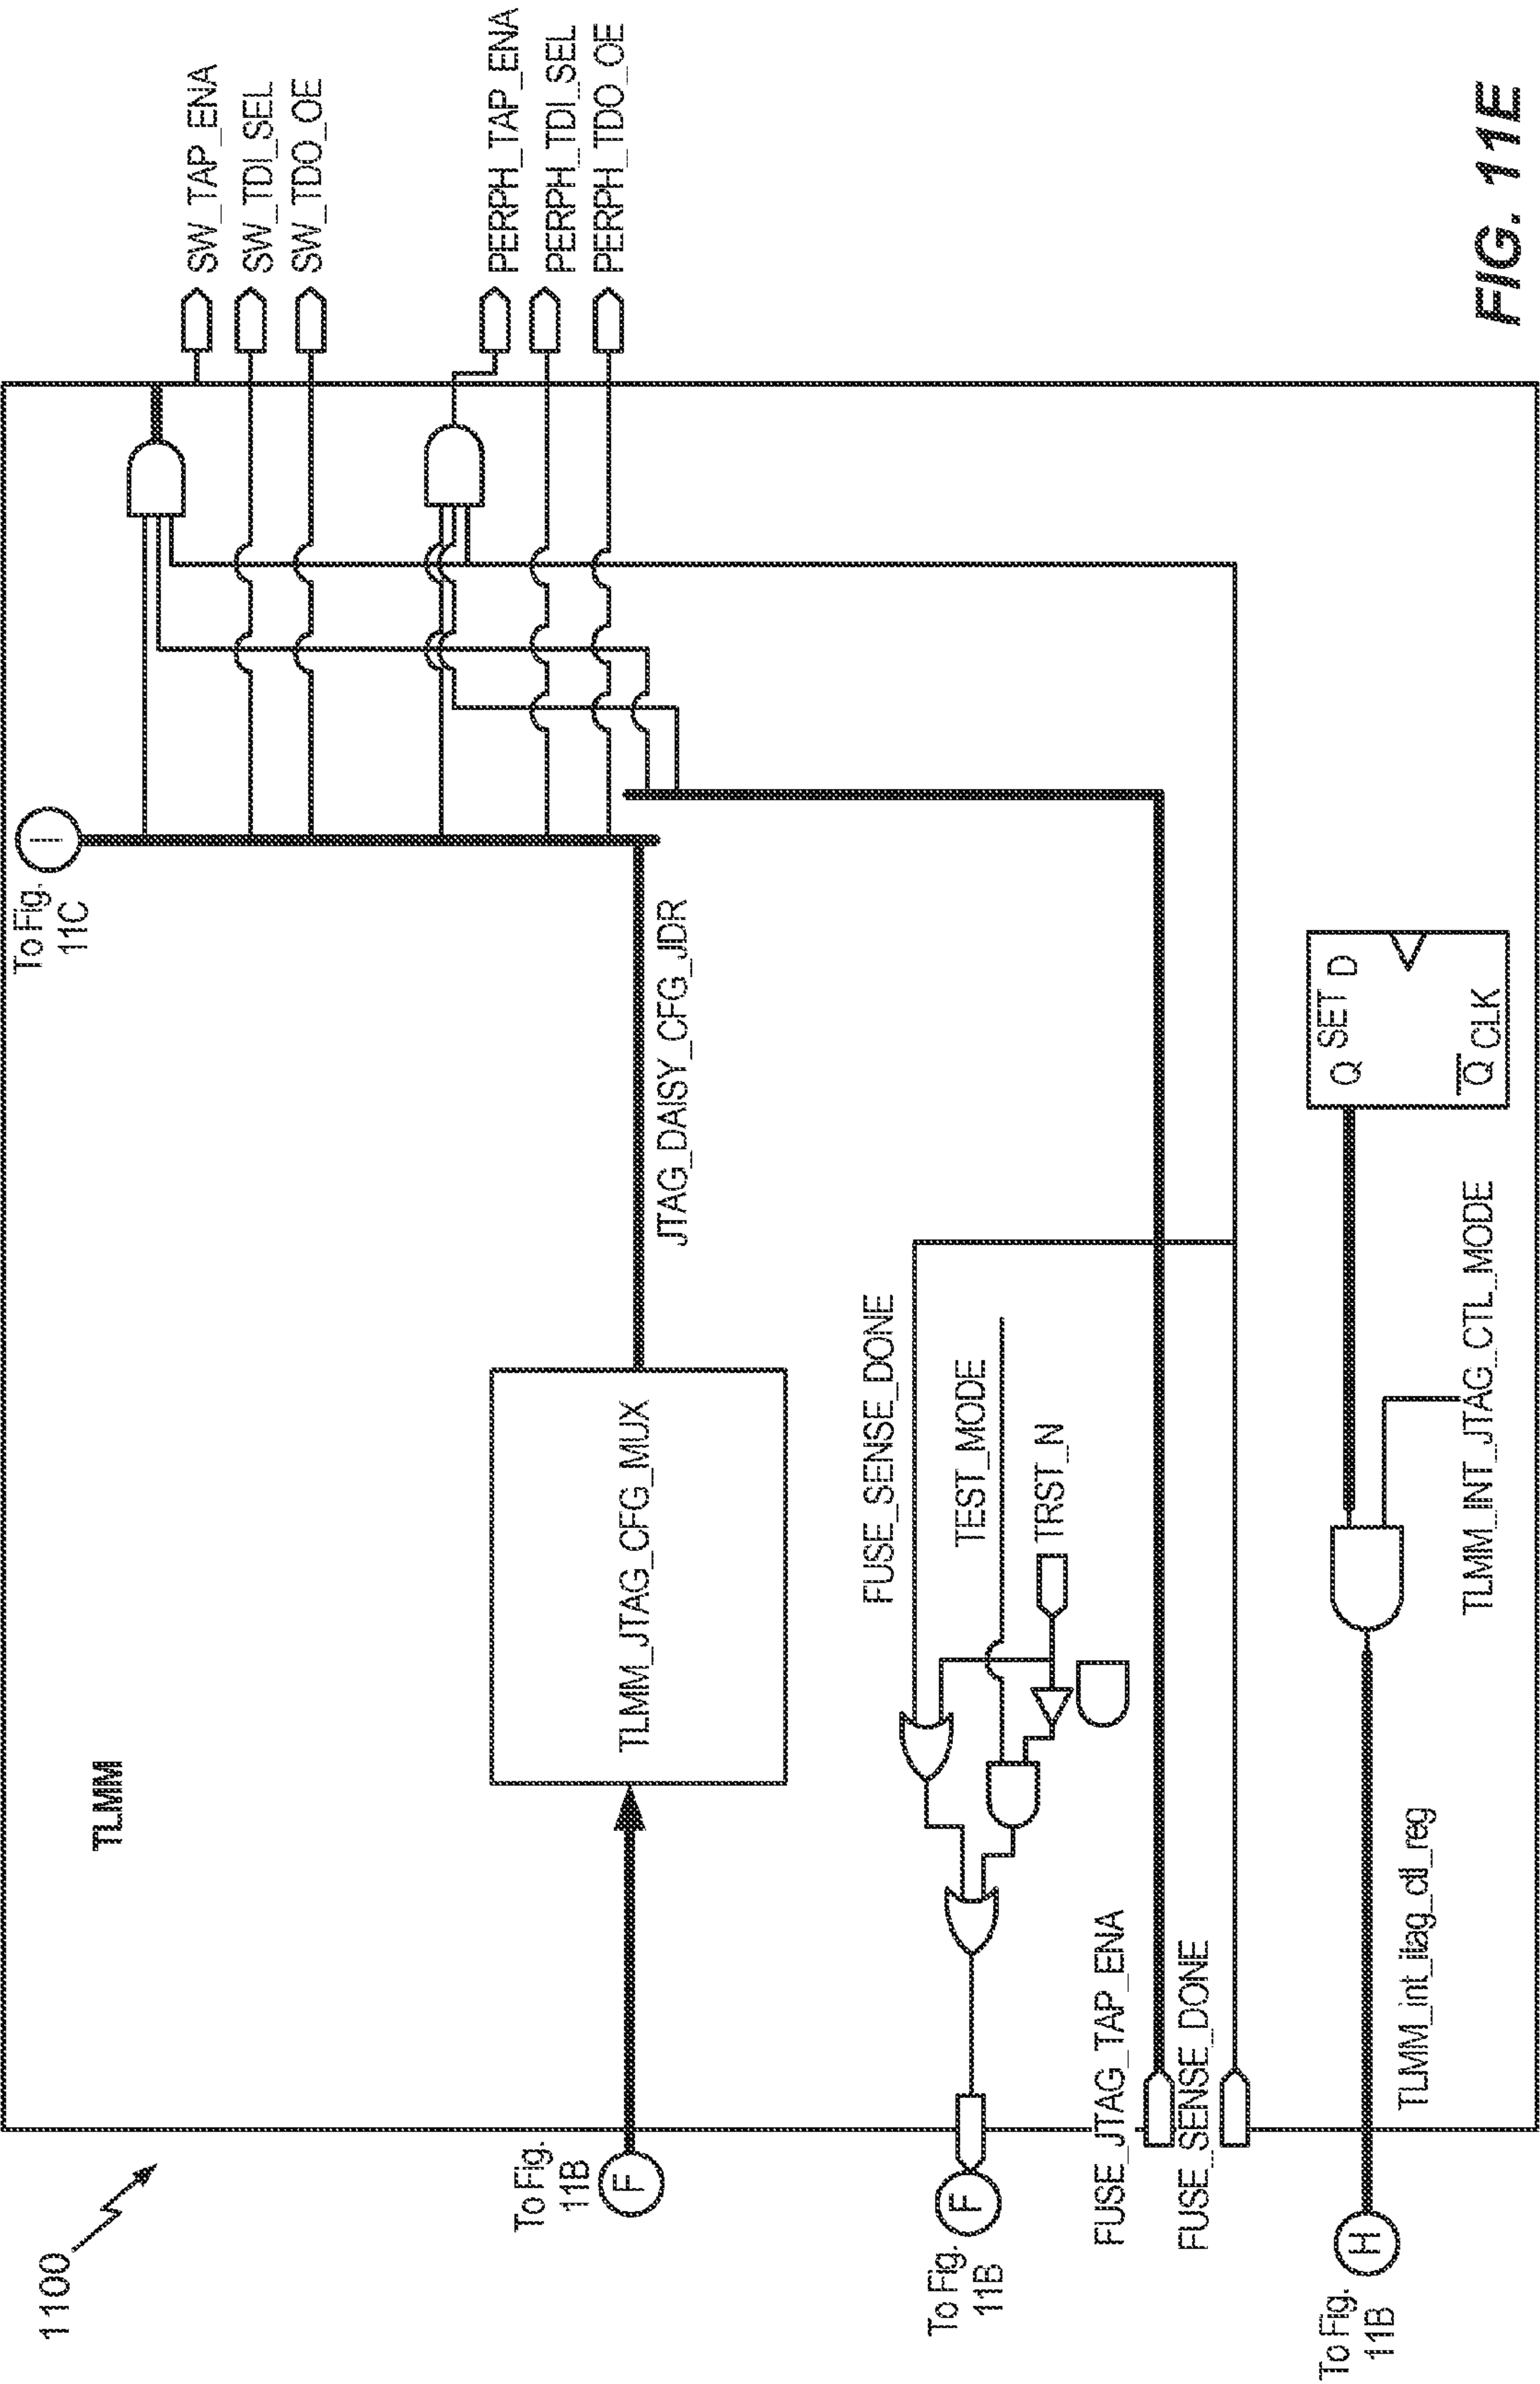 1100
TLMM
To Fig.
11C
I
SW_TAP_ENA
SW_TDI_SEL
SW_TDO_OE
PERPH_TAP_ENA
PERPH_TDI_SEL
PERPH_TDO_OE
To Fig.
11B
F
TLMM_JTAG_CFG_MUX
JTAG_DAISY_CFG_JDR
FUSE_SENSE_DONE
TEST_MODE
TRST_N
To Fig.
11B
F
FUSE_JTAG_TAP_ENA
FUSE_SENSE_DONE
To Fig.
11B
H
TLMM_int_jtag_ctl_reg
TLMM_INT_JTAG_CTL_MODE
Q SET D
Q CLK
FIG. 11E